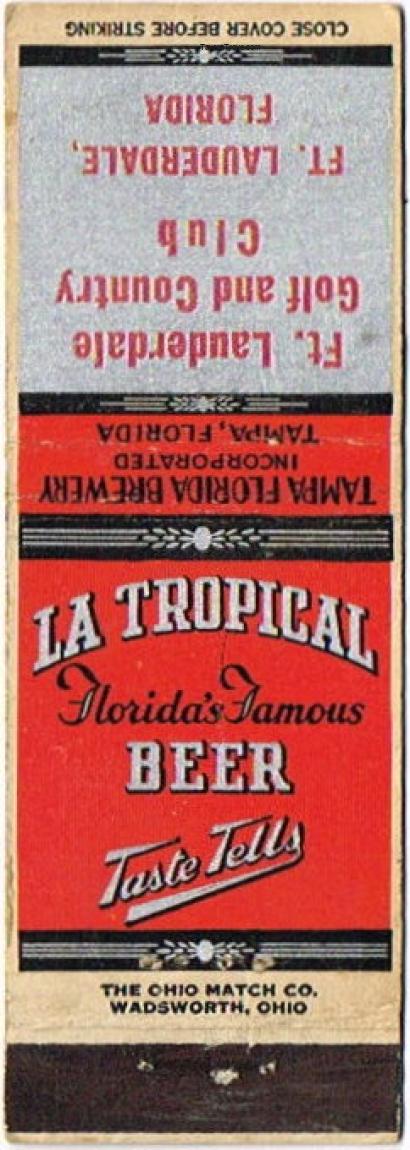 CLOSE COVER BEFORE STRIKING
Ft. Lauderdale
Golf and Country
Club
FT. LAUDERDALE,
FLORIDA
TAMPA FLORIDA BREWERY
INCORPORATED
TAMPA, FLORIDA
LA TROPICAL
Florida's Famous
BEER
Taste Tells
THE OHIO MATCH CO.
WADSWORTH, OHIO